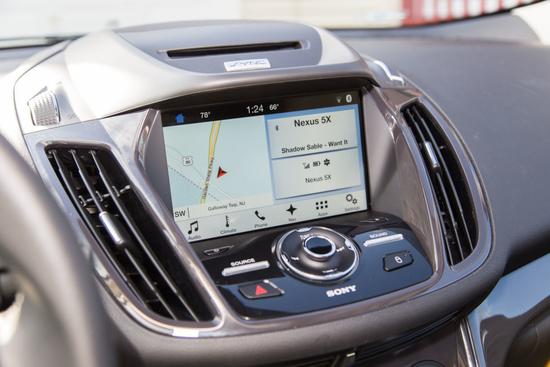 SYNC
78° 1:24 66°
Nexus 5X
Shadow Sable - Want It
Nexus 5X
SW Galloway Twp, NJ
Audio Climate Phone Nav Apps Settings
SOURCE SOUND
SONY